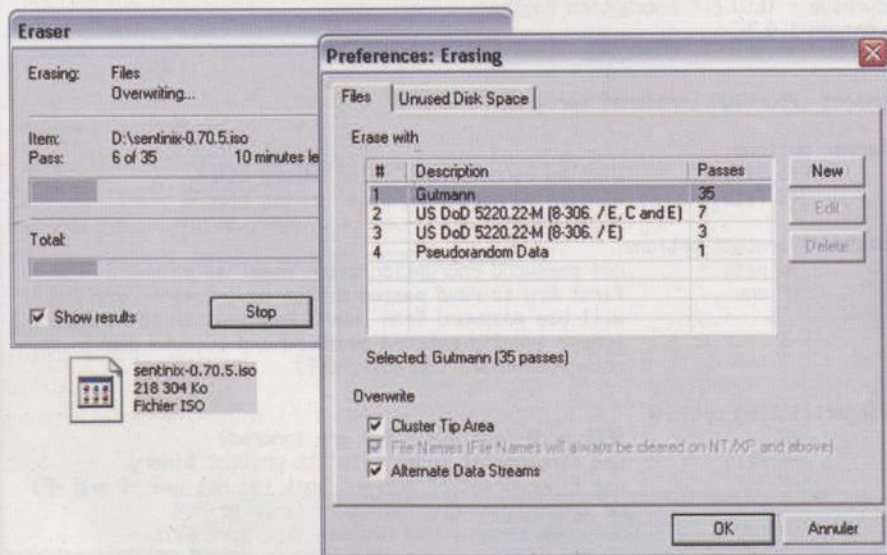 Eraser
Erasing: Files
Overwriting...
Item: D:\sentinix-0.70.5.iso
Pass: 6 of 35 10 minutes le
Total:
Show results
Stop
sentinix-0.70.5.iso
218 304 Ko
Fichier ISO
Preferences: Erasing
Files Unused Disk Space
Erase with
# Description Passes
1 Gutmann 35
2 US DoD 5220.22-M (8-306. / E, C and E) 7
3 US DoD 5220.22-M (8-306. / E) 3
4 Pseudorandom Data 1
New
Edit
Delete
Selected: Gutmann (35 passes)
Overwrite
Cluster Tip Area
File Names (File Names will always be cleared on NT/XP and above)
Alternate Data Streams
OK Annuler